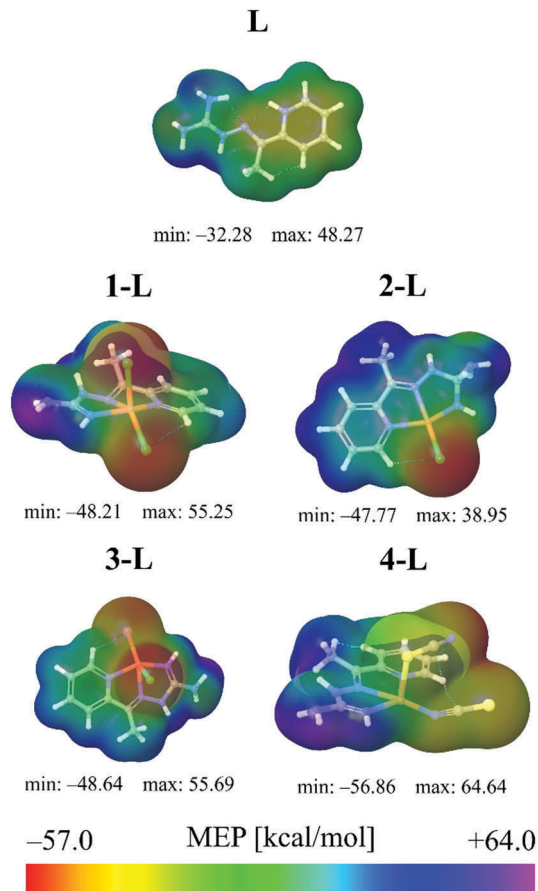 L
min: –32.28 max: 48.27
1-L 2-L
min: –48.21 max: 55.25 min: –47.77 max: 38.95
3-L 4-L
min: –48.64 max: 55.69 min: –56.86 max: 64.64
–57.0 MEP [kcal/mol] +64.0